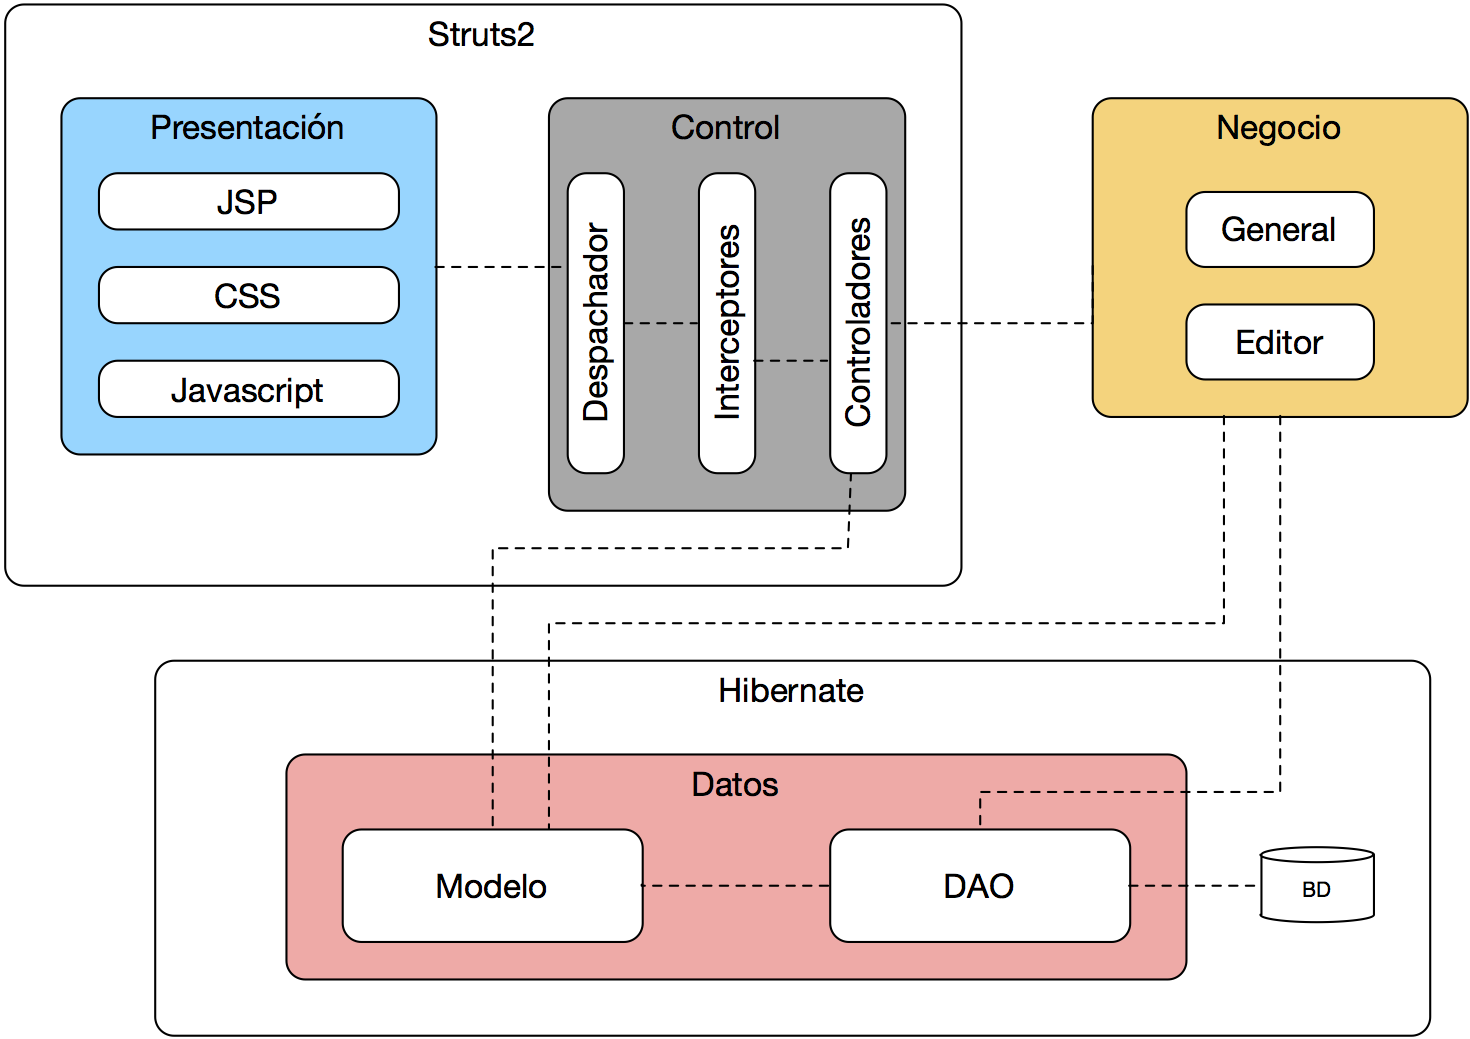 Struts2
Presentación
JSP
CSS
Javascript
Control
Despachador
Interceptores
Controladores
Negocio
General
Editor
Hibernate
Datos
Modelo
DAO
BD